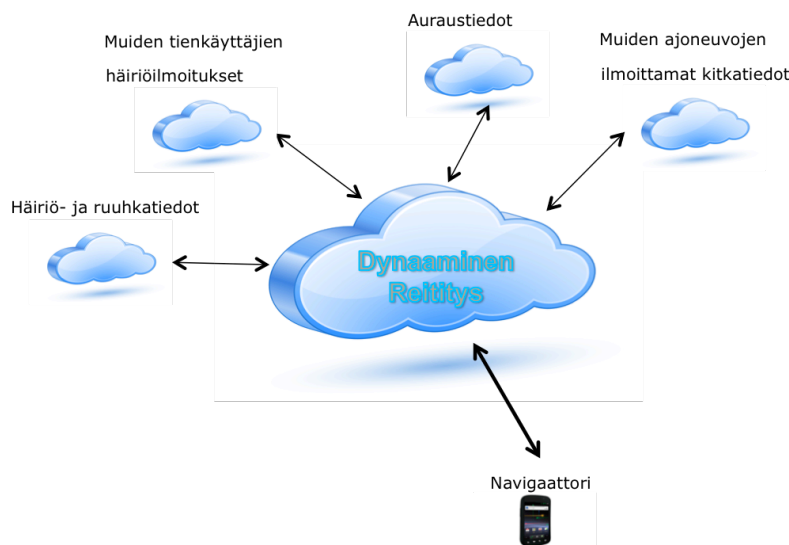 Auraustiedot
Muiden tienkäyttäjien
häiriöilmoitukset
Muiden ajoneuvojen
ilmoittamat kitkatiedot
Häiriö- ja ruuhkatiedot
Dynaaminen
Reititys
Navigaattori